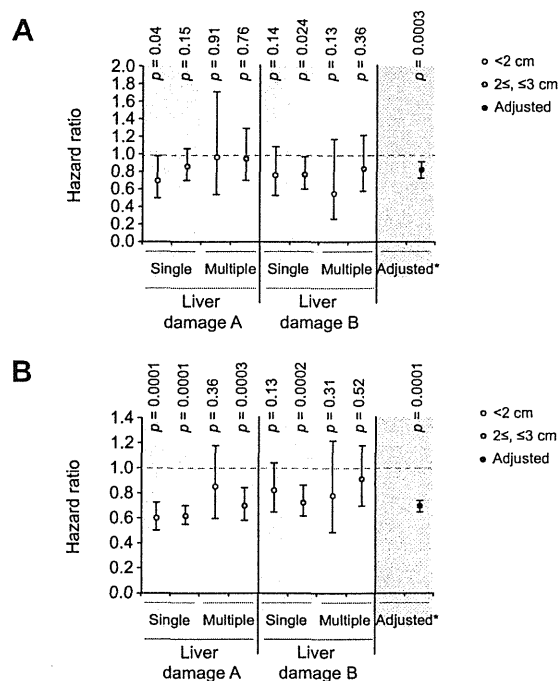 A
p = 0.04
p = 0.15
p = 0.91
p = 0.76
p = 0.14
p = 0.024
p = 0.13
p = 0.36
p = 0.0003
Hazard ratio
2.0
1.8
1.6
1.4
1.2
1.0
0.8
0.6
0.4
0.2
0.0
<2 cm
2≤, ≤3 cm
Adjusted
Single Multiple Single Multiple Adjusted*
Liver damage A
Liver damage B
B
p = 0.0001
p = 0.0001
p = 0.36
p = 0.0003
p = 0.13
p = 0.0002
p = 0.31
p = 0.52
p = 0.0001
Hazard ratio
1.4
1.2
1.0
0.8
0.6
0.4
0.2
0.0
<2 cm
2≤, ≤3 cm
Adjusted
Single Multiple Single Multiple Adjusted*
Liver damage A
Liver damage B